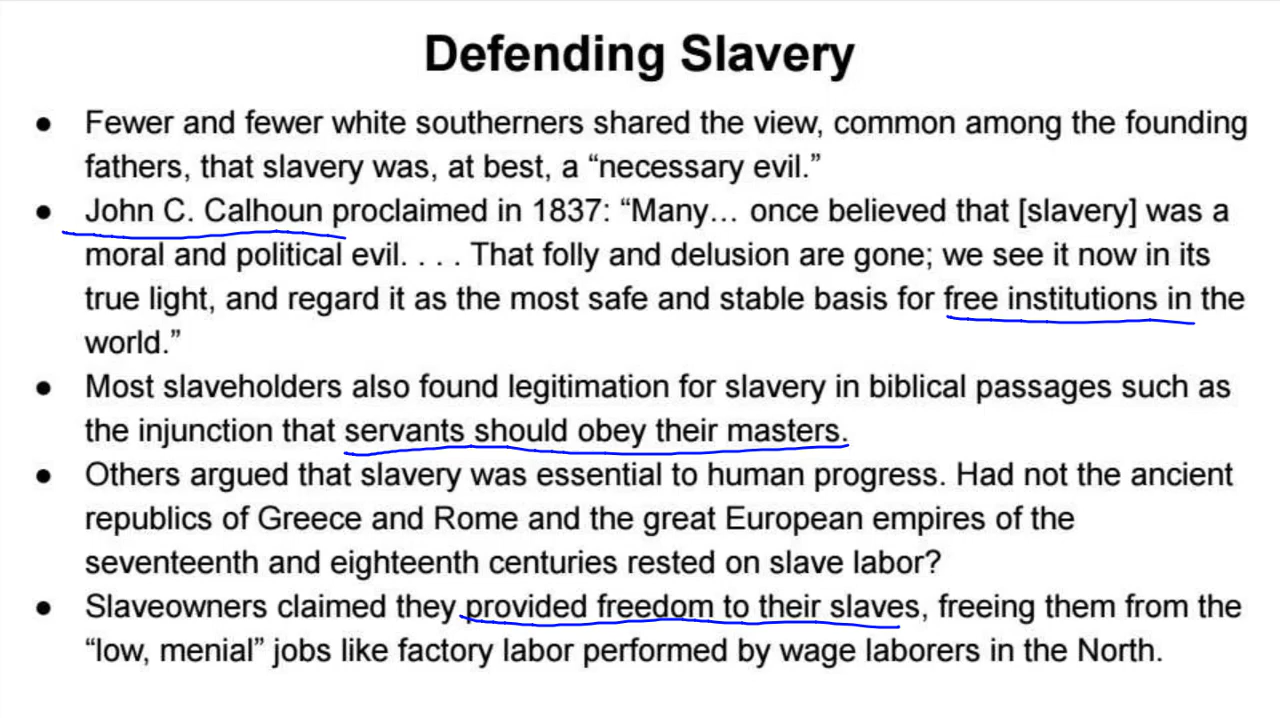 Defending Slavery
● Fewer and fewer white southerners shared the view, common among the founding
fathers, that slavery was, at best, a “necessary evil.”
● John C. Calhoun proclaimed in 1837: “Many… once believed that [slavery] was a
moral and political evil. . . . That folly and delusion are gone; we see it now in its
true light, and regard it as the most safe and stable basis for free institutions in the
world.”
● Most slaveholders also found legitimation for slavery in biblical passages such as
the injunction that servants should obey their masters.
● Others argued that slavery was essential to human progress. Had not the ancient
republics of Greece and Rome and the great European empires of the
seventeenth and eighteenth centuries rested on slave labor?
● Slaveowners claimed they provided freedom to their slaves, freeing them from the
“low, menial” jobs like factory labor performed by wage laborers in the North.